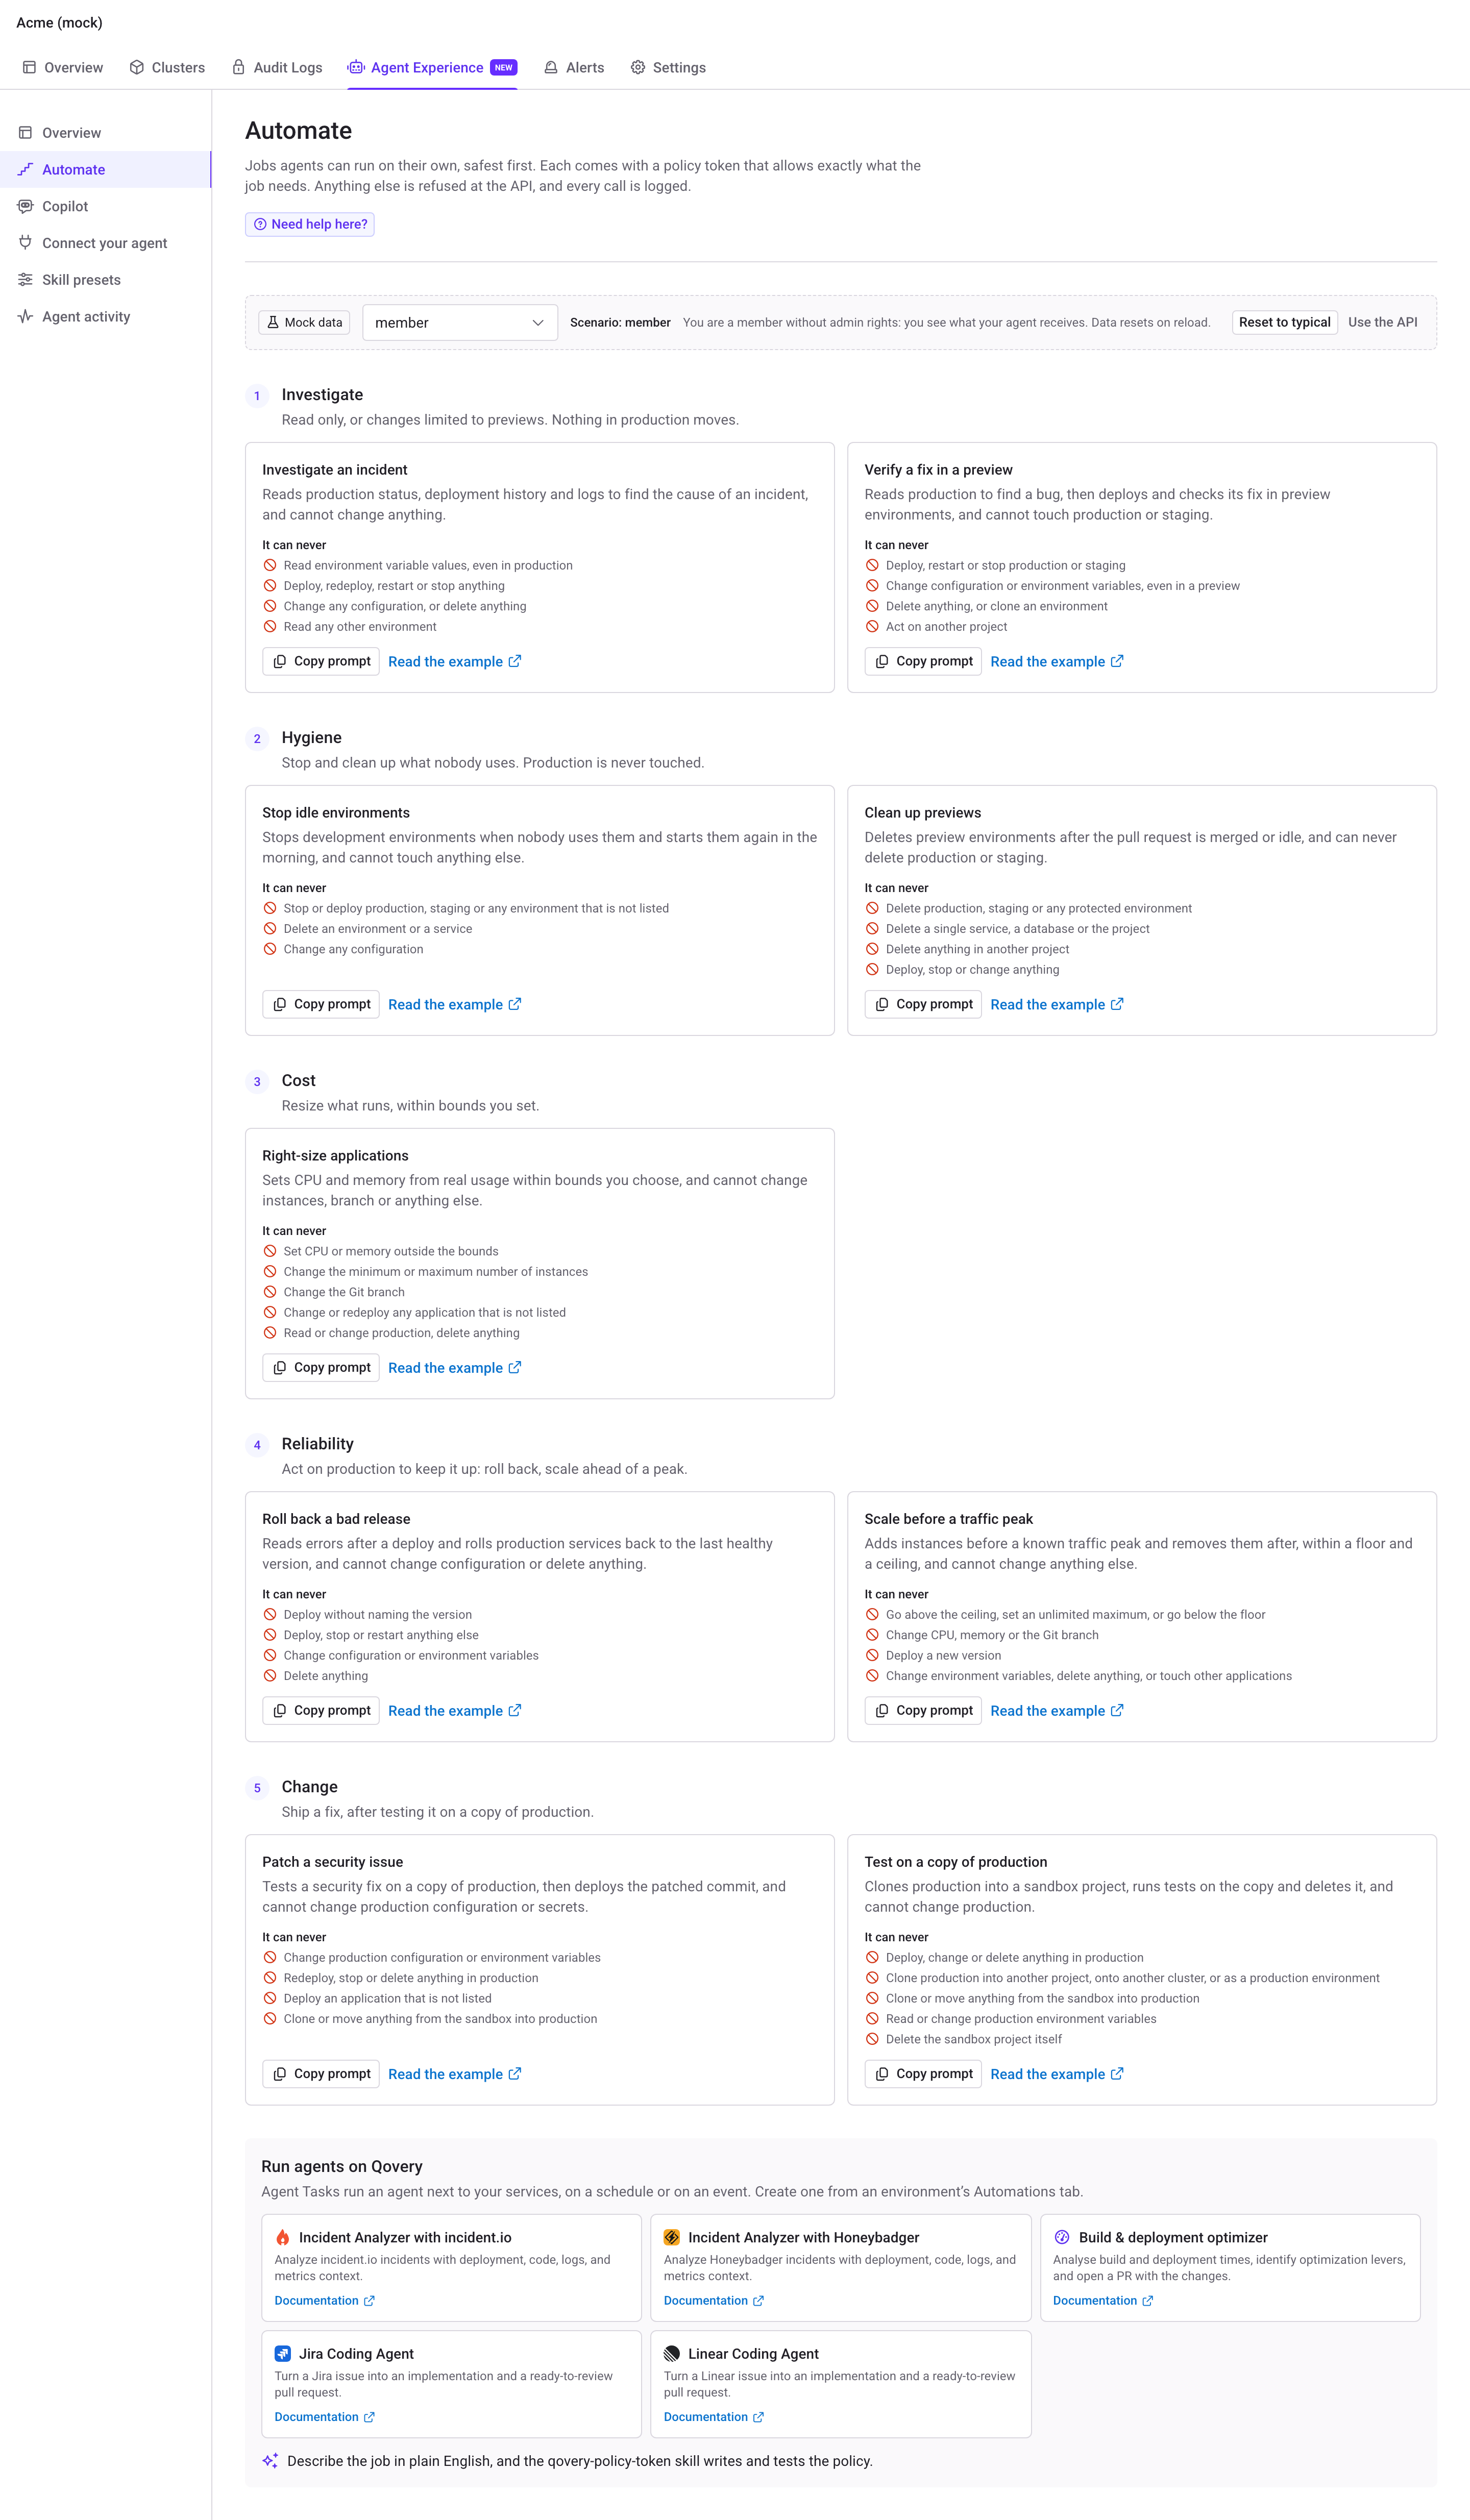 Acme (mock)
Overview
Clusters
Audit Logs
Agent Experience NEW
Alerts
Settings
Overview
Automate
Copilot
Connect your agent
Skill presets
Agent activity
Automate
Jobs agents can run on their own, safest first. Each comes with a policy token that allows exactly what the
job needs. Anything else is refused at the API, and every call is logged.
Need help here?
Mock data
member
Scenario: member You are a member without admin rights: you see what your agent receives. Data resets on reload.
Reset to typical
Use the API
1 Investigate
Read only, or changes limited to previews. Nothing in production moves.
Investigate an incident
Reads production status, deployment history and logs to find the cause of an incident,
and cannot change anything.
It can never
Read environment variable values, even in production
Deploy, redeploy, restart or stop anything
Change any configuration, or delete anything
Read any other environment
Copy prompt Read the example
Verify a fix in a preview
Reads production to find a bug, then deploys and checks its fix in preview
environments, and cannot touch production or staging.
It can never
Deploy, restart or stop production or staging
Change configuration or environment variables, even in a preview
Delete anything, or clone an environment
Act on another project
Copy prompt Read the example
2 Hygiene
Stop and clean up what nobody uses. Production is never touched.
Stop idle environments
Stops development environments when nobody uses them and starts them again in the
morning, and cannot touch anything else.
It can never
Stop or deploy production, staging or any environment that is not listed
Delete an environment or a service
Change any configuration
Copy prompt Read the example
Clean up previews
Deletes preview environments after the pull request is merged or idle, and can never
delete production or staging.
It can never
Delete production, staging or any protected environment
Delete a single service, a database or the project
Delete anything in another project
Deploy, stop or change anything
Copy prompt Read the example
3 Cost
Resize what runs, within bounds you set.
Right-size applications
Sets CPU and memory from real usage within bounds you choose, and cannot change
instances, branch or anything else.
It can never
Set CPU or memory outside the bounds
Change the minimum or maximum number of instances
Change the Git branch
Change or redeploy any application that is not listed
Read or change production, delete anything
Copy prompt Read the example
4 Reliability
Act on production to keep it up: roll back, scale ahead of a peak.
Roll back a bad release
Reads errors after a deploy and rolls production services back to the last healthy
version, and cannot change configuration or delete anything.
It can never
Deploy without naming the version
Deploy, stop or restart anything else
Change configuration or environment variables
Delete anything
Copy prompt Read the example
Scale before a traffic peak
Adds instances before a known traffic peak and removes them after, within a floor and
a ceiling, and cannot change anything else.
It can never
Go above the ceiling, set an unlimited maximum, or go below the floor
Change CPU, memory or the Git branch
Deploy a new version
Change environment variables, delete anything, or touch other applications
Copy prompt Read the example
5 Change
Ship a fix, after testing it on a copy of production.
Patch a security issue
Tests a security fix on a copy of production, then deploys the patched commit, and
cannot change production configuration or secrets.
It can never
Change production configuration or environment variables
Redeploy, stop or delete anything in production
Deploy an application that is not listed
Clone or move anything from the sandbox into production
Copy prompt Read the example
Test on a copy of production
Clones production into a sandbox project, runs tests on the copy and deletes it, and
cannot change production.
It can never
Deploy, change or delete anything in production
Clone production into another project, onto another cluster, or as a production environment
Clone or move anything from the sandbox into production
Read or change production environment variables
Delete the sandbox project itself
Copy prompt Read the example
Run agents on Qovery
Agent Tasks run an agent next to your services, on a schedule or on an event. Create one from an environment's Automations tab.
Incident Analyzer with incident.io
Analyze incident.io incidents with deployment, code, logs, and
metrics context.
Documentation
Incident Analyzer with Honeybadger
Analyze Honeybadger incidents with deployment, code, logs, and
metrics context.
Documentation
Build & deployment optimizer
Analyse build and deployment times, identify optimization levers,
and open a PR with the changes.
Documentation
Jira Coding Agent
Turn a Jira issue into an implementation and a ready-to-review
pull request.
Documentation
Linear Coding Agent
Turn a Linear issue into an implementation and a ready-to-review
pull request.
Documentation
Describe the job in plain English, and the qovery-policy-token skill writes and tests the policy.